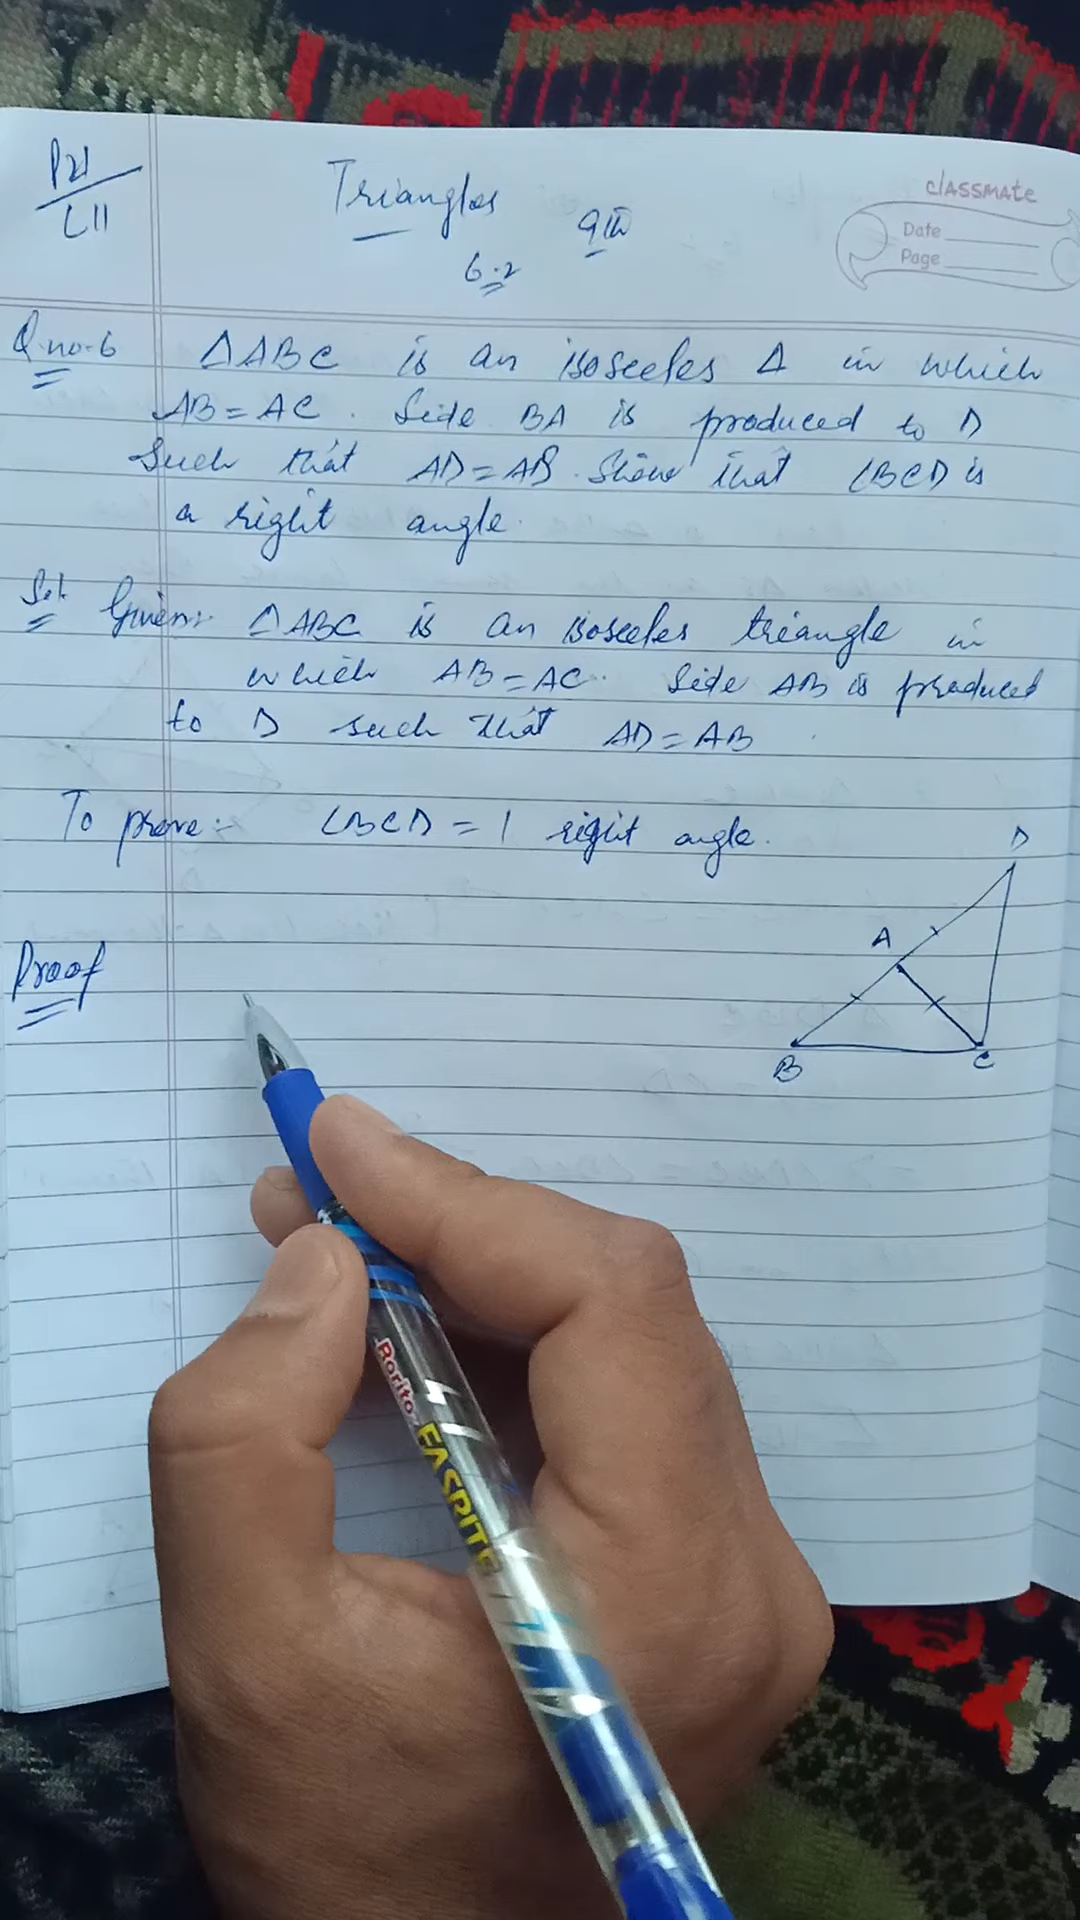 L11
Triangles
9th
6.2
classmate
Date
Page
Q.no.6 ΔABC is an isosceles Δ in which
AB = AC. Side BA is produced to D
such that AD = AB. Show that ∠BCD is
a right angle.
Sol. Given:- ΔABC is an isosceles triangle in
which AB = AC. Side AB is produced
to D such that AD = AB
To prove:- ∠BCD = 1 right angle.
D
A
Proof
B C
Rorito
FASRITE